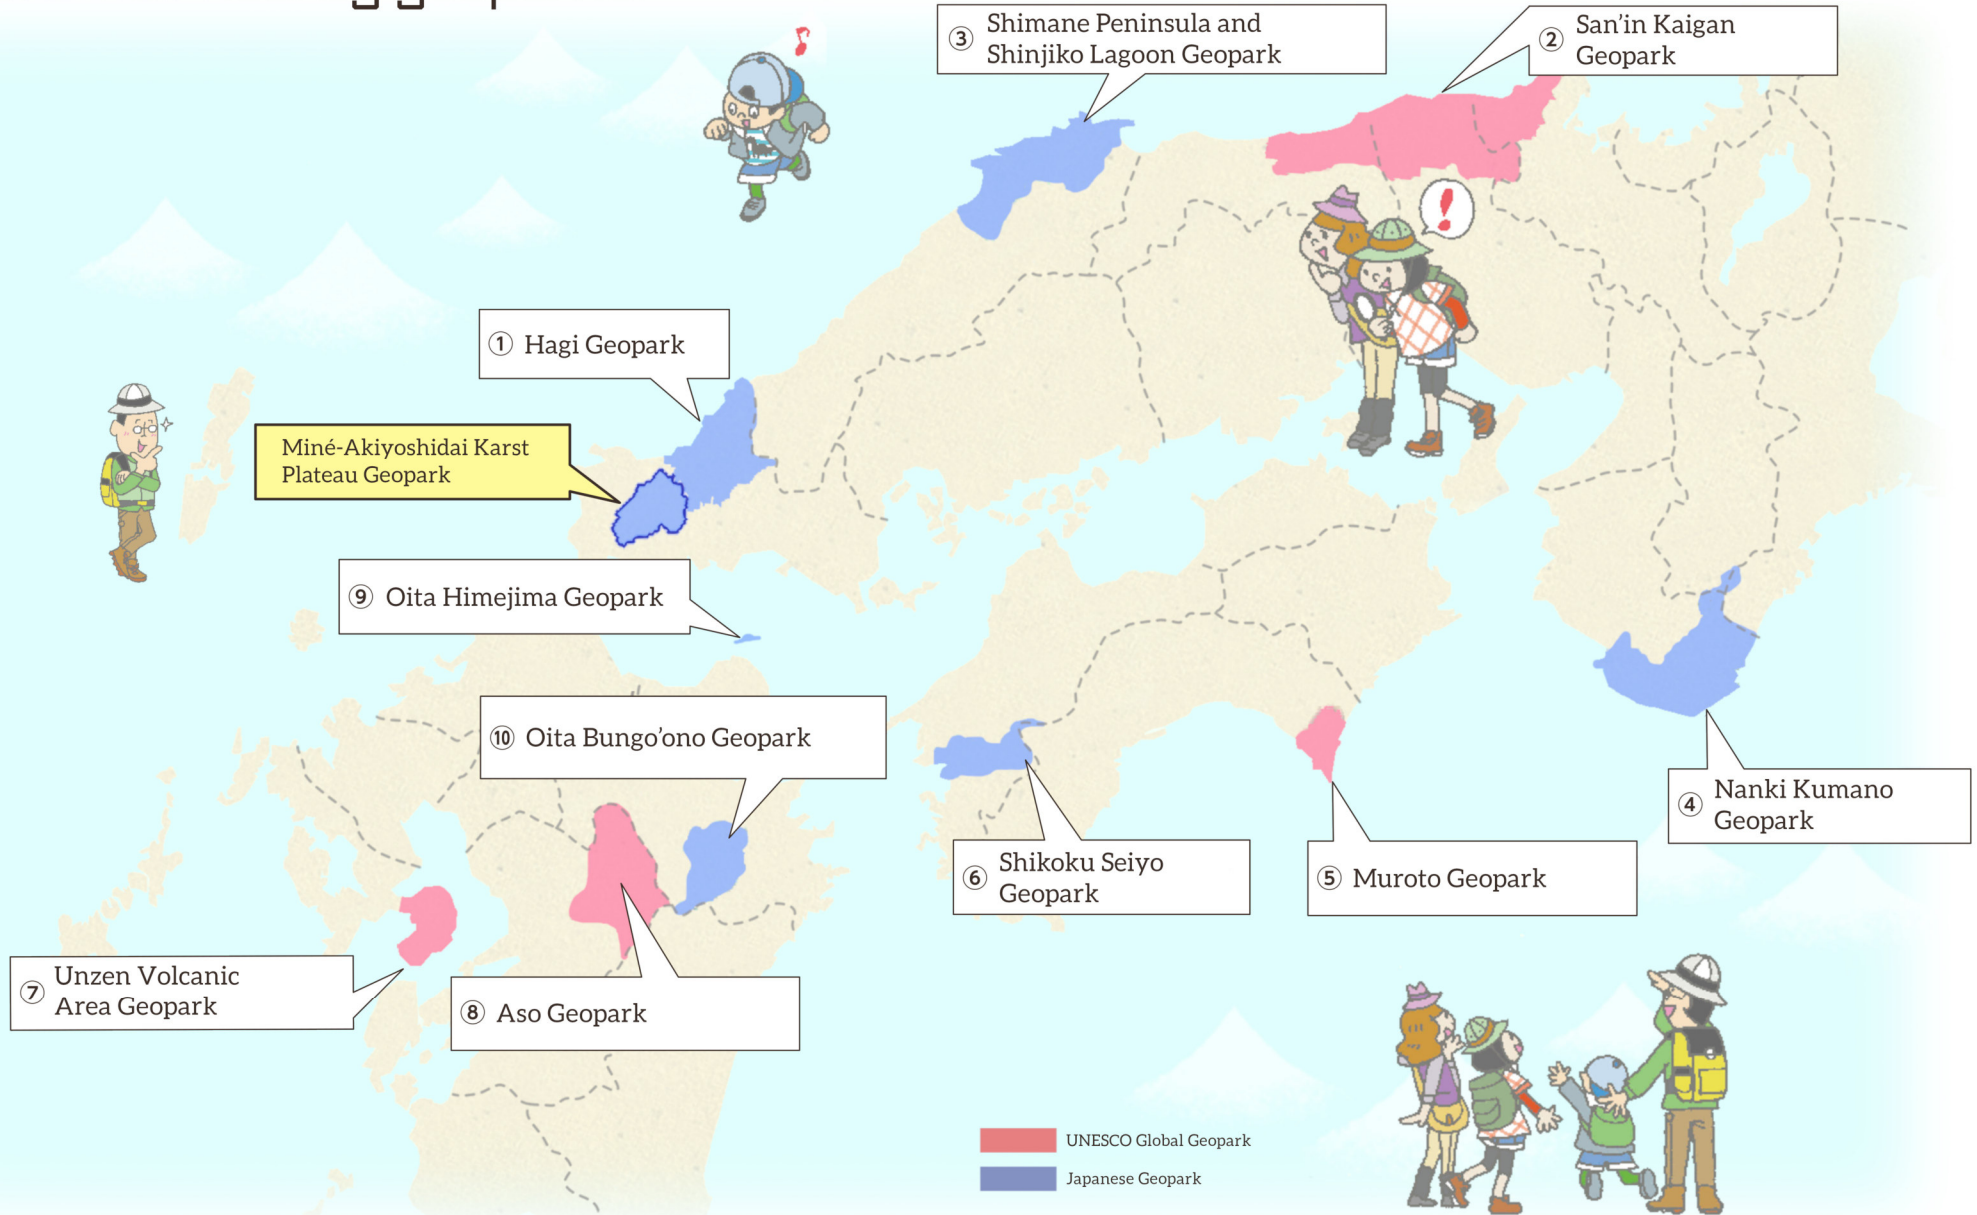 ③ Shimane Peninsula and
Shinjiko Lagoon Geopark
② San’in Kaigan
Geopark
① Hagi Geopark
Miné-Akiyoshidai Karst
Plateau Geopark
⑨ Oita Himejima Geopark
⑩ Oita Bungo’ono Geopark
④ Nanki Kumano
Geopark
⑥ Shikoku Seiyo
Geopark
⑤ Muroto Geopark
⑦ Unzen Volcanic
Area Geopark
⑧ Aso Geopark
UNESCO Global Geopark
Japanese Geopark